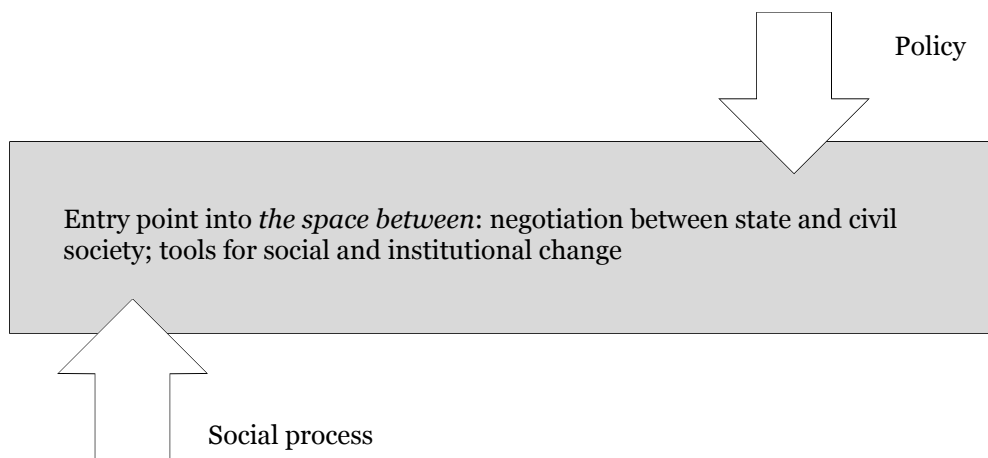 Policy
Entry point into the space between: negotiation between state and civil
society; tools for social and institutional change
Social process